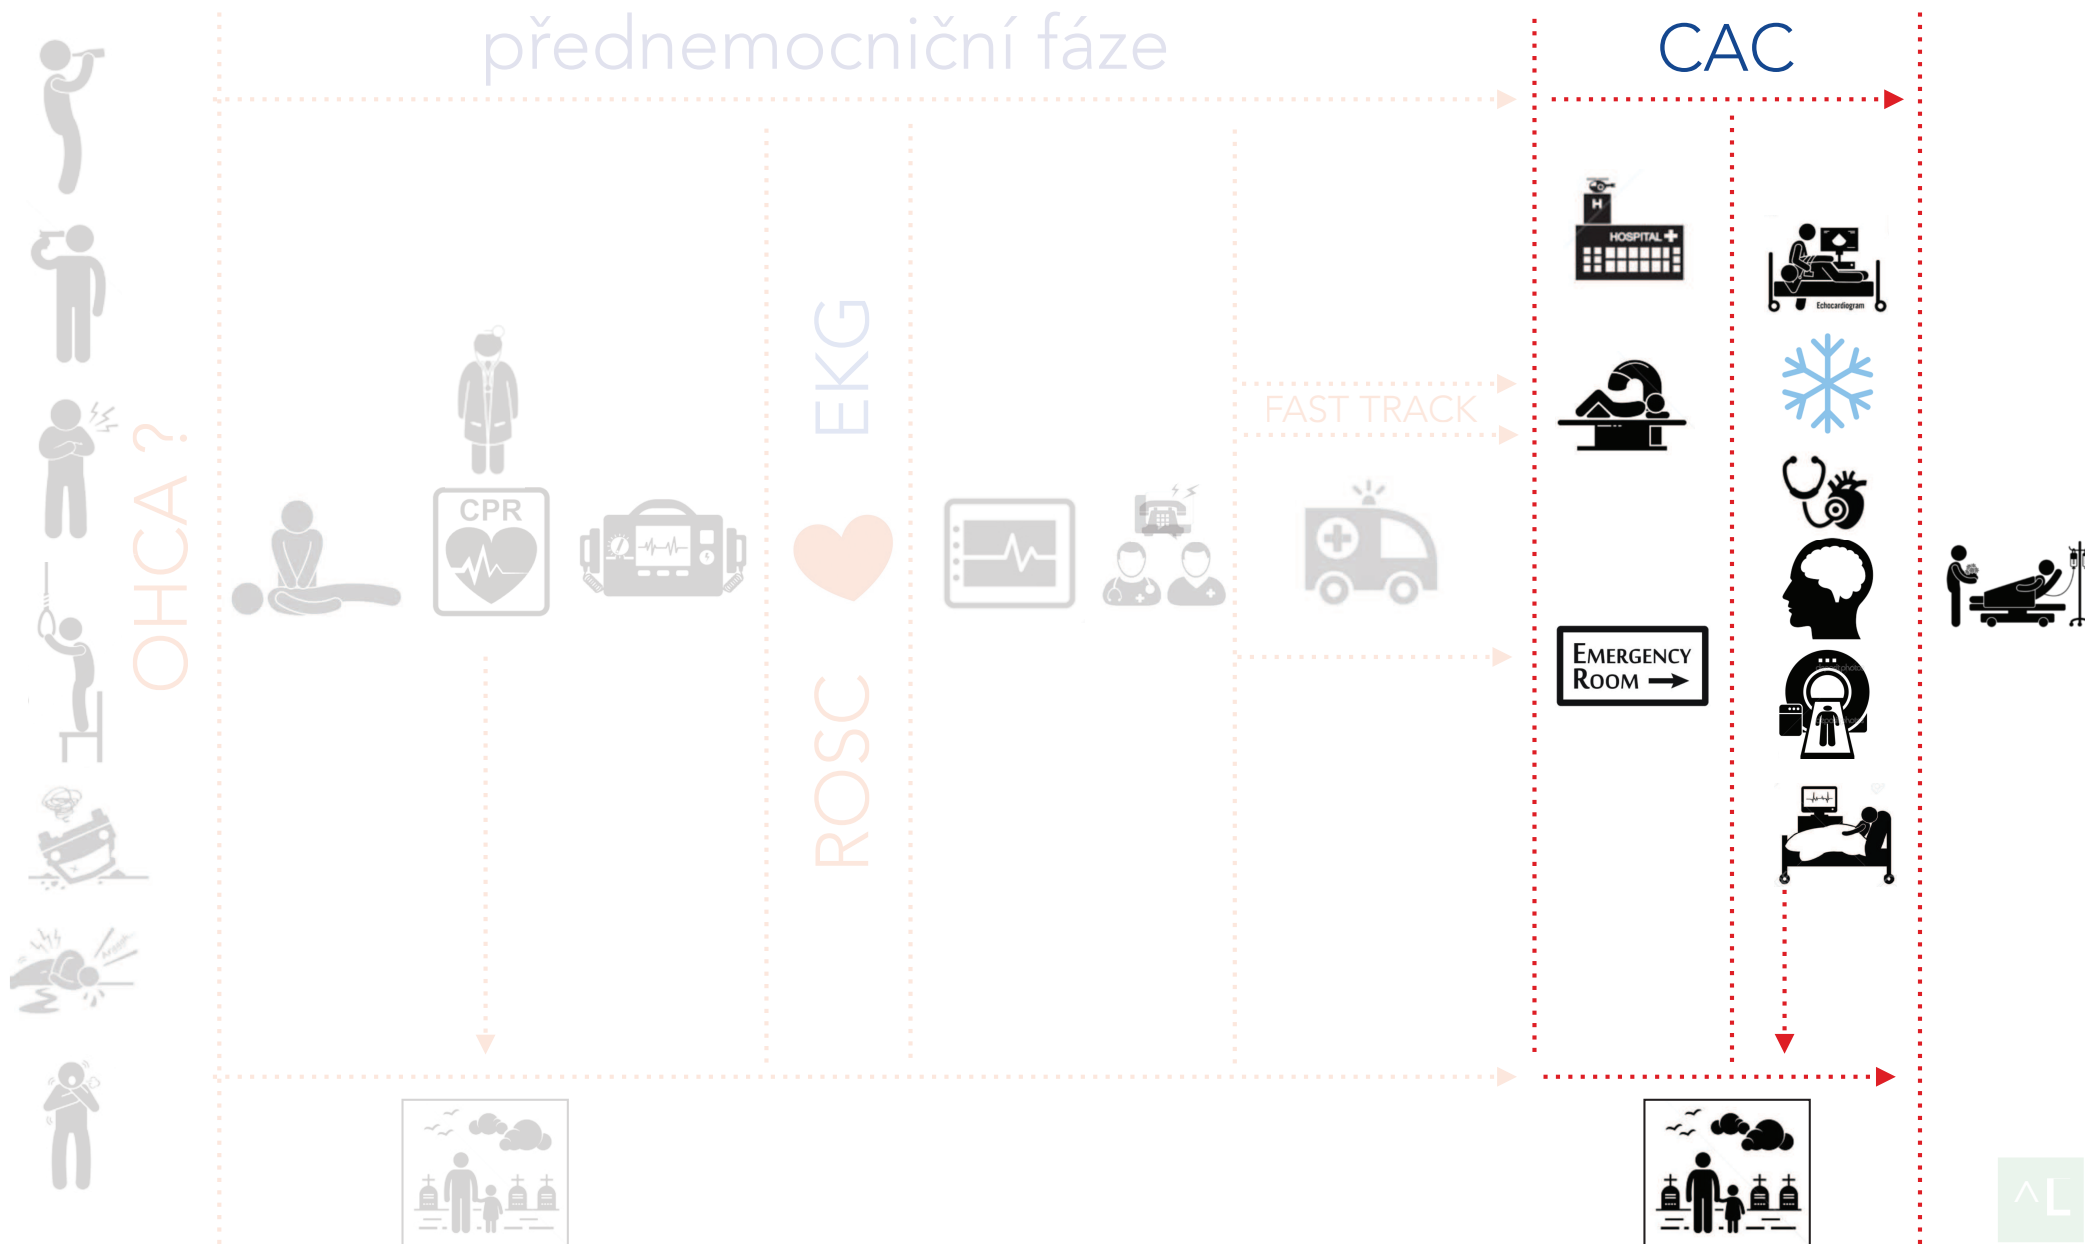 přednemocniční fáze
CAC
OHCA ?
CPR
EKG
ROSC
FAST TRACK
H
HOSPITAL
Echocardiogram
EMERGENCY
ROOM
^L